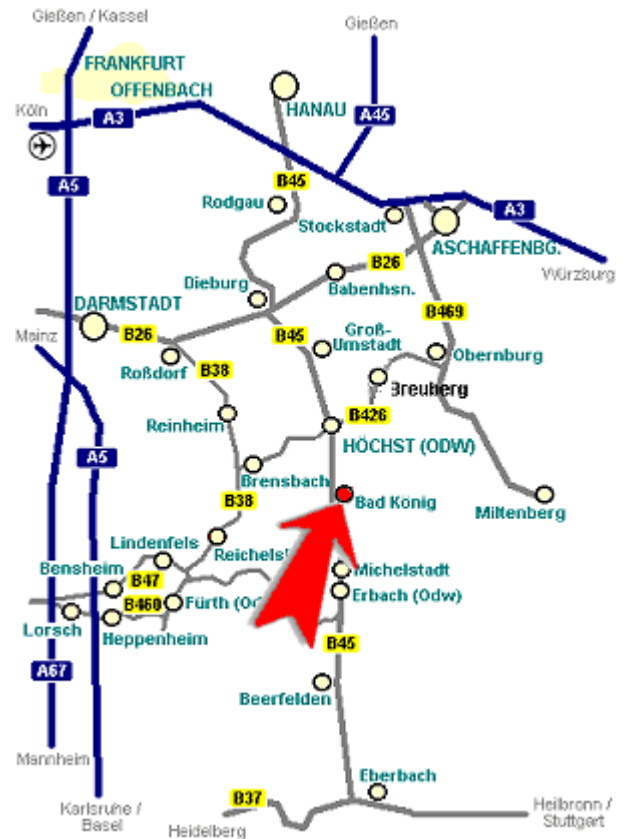 Gießen / Kassel
Gießen
FRANKFURT
OFFENBACH
HANAU
Köln
A3
A45
A5
B45
Rodgau
Stockstadt
A3
ASCHAFFENBG.
B26
Würzburg
Dieburg
Babenhsn.
DARMSTADT
B469
Mainz
B26
B45
Groß-
Umstadt
Obernburg
Roßdorf
B38
Breuberg
Reinheim
B426
HÖCHST (ODW)
A5
Brensbach
B38
Bad König
Miltenberg
Lindenfels
Bensheim
Michelstadt
B47
Erbach (Odw)
B460
Fürth
Lorsch
Heppenheim
B45
A67
Beerfelden
Mannheim
Eberbach
Karlsruhe /
Basel
B37
Heilbronn /
Stuttgart
Heidelberg